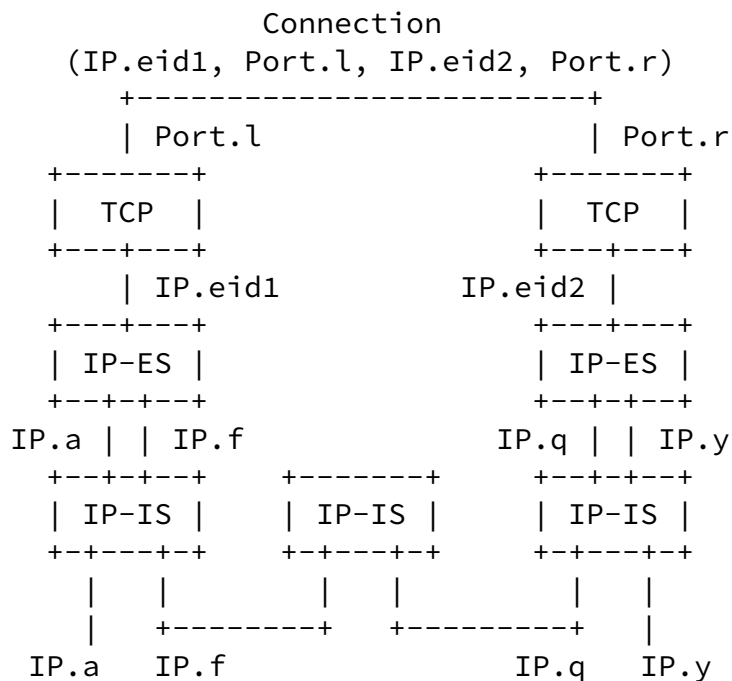 Connection
(IP.eid1, Port.l, IP.eid2, Port.r)
+--------------------------+
| Port.l | Port.r
+-------+ +-------+
| TCP | | TCP |
+---+---+ +---+---+
| IP.eid1 IP.eid2 |
+---+---+ +---+---+
| IP-ES | | IP-ES |
+--+-+--+ +--+-+--+
IP.a | | IP.f IP.q | | IP.y
+--+-+--+ +-------+ +--+-+--+
| IP-IS | | IP-IS | | IP-IS |
+-+---+-+ +-+---+-+ +-+---+-+
| | | | | |
| +--------+ +----------+ |
IP.a IP.f IP.q IP.y